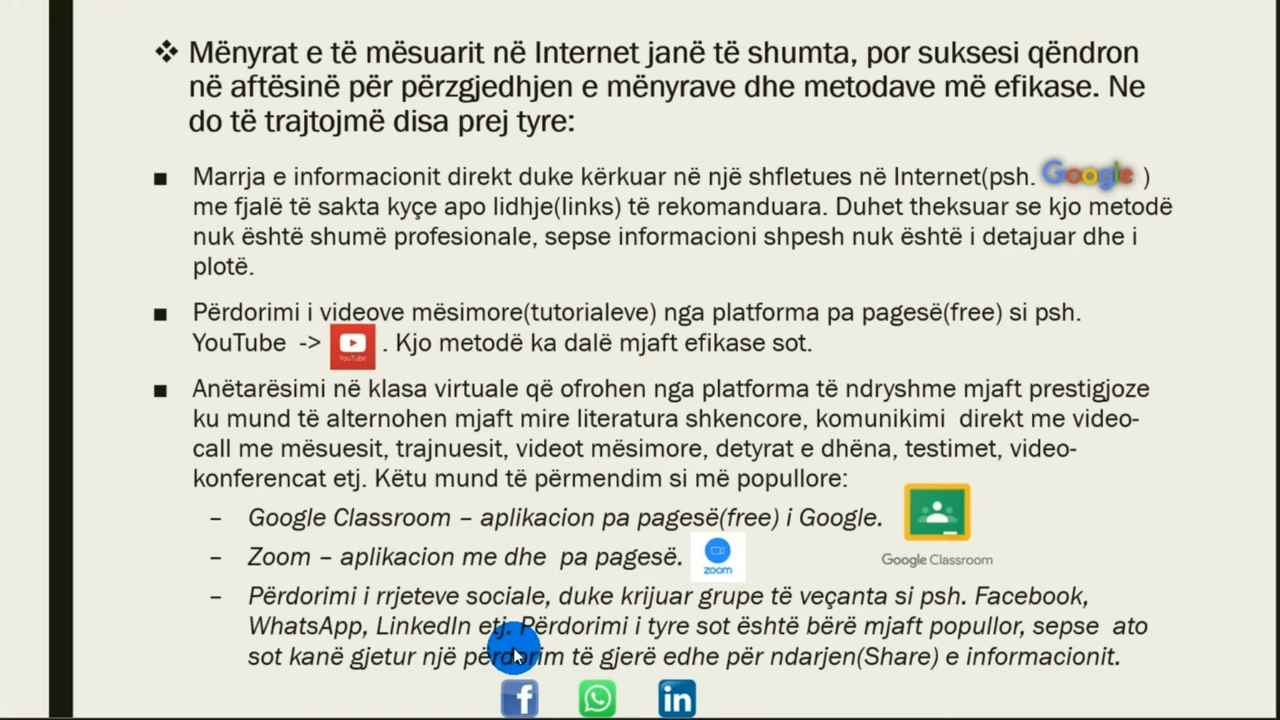 ❖ Mënyrat e të mësuarit në Internet janë të shumta, por suksesi qëndron
në aftësinë për përzgjedhjen e mënyrave dhe metodave më efikase. Ne
do të trajtojmë disa prej tyre:
■ Marrja e informacionit direkt duke kërkuar në një shfletues në Internet(psh. Google )
me fjalë të sakta kyçe apo lidhje(links) të rekomanduara. Duhet theksuar se kjo metodë
nuk është shumë profesionale, sepse informacioni shpesh nuk është i detajuar dhe i
plotë.
■ Përdorimi i videove mësimore(tutorialeve) nga platforma pa pagesë(free) si psh.
YouTube -> YouTube . Kjo metodë ka dalë mjaft efikase sot.
■ Anëtarësimi në klasa virtuale që ofrohen nga platforma të ndryshme mjaft prestigjoze
ku mund të alternohen mjaft mire literatura shkencore, komunikimi direkt me video-
call me mësuesit, trajnuesit, videot mësimore, detyrat e dhëna, testimet, video-
konferencat etj. Këtu mund të përmendim si më popullore:
– Google Classroom – aplikacion pa pagesë(free) i Google.
Google Classroom
– Zoom – aplikacion me dhe pa pagesë. zoom
– Përdorimi i rrjeteve sociale, duke krijuar grupe të veçanta si psh. Facebook,
WhatsApp, LinkedIn etj. Përdorimi i tyre sot është bërë mjaft popullor, sepse ato
sot kanë gjetur një përdorim të gjerë edhe për ndarjen(Share) e informacionit.
f in